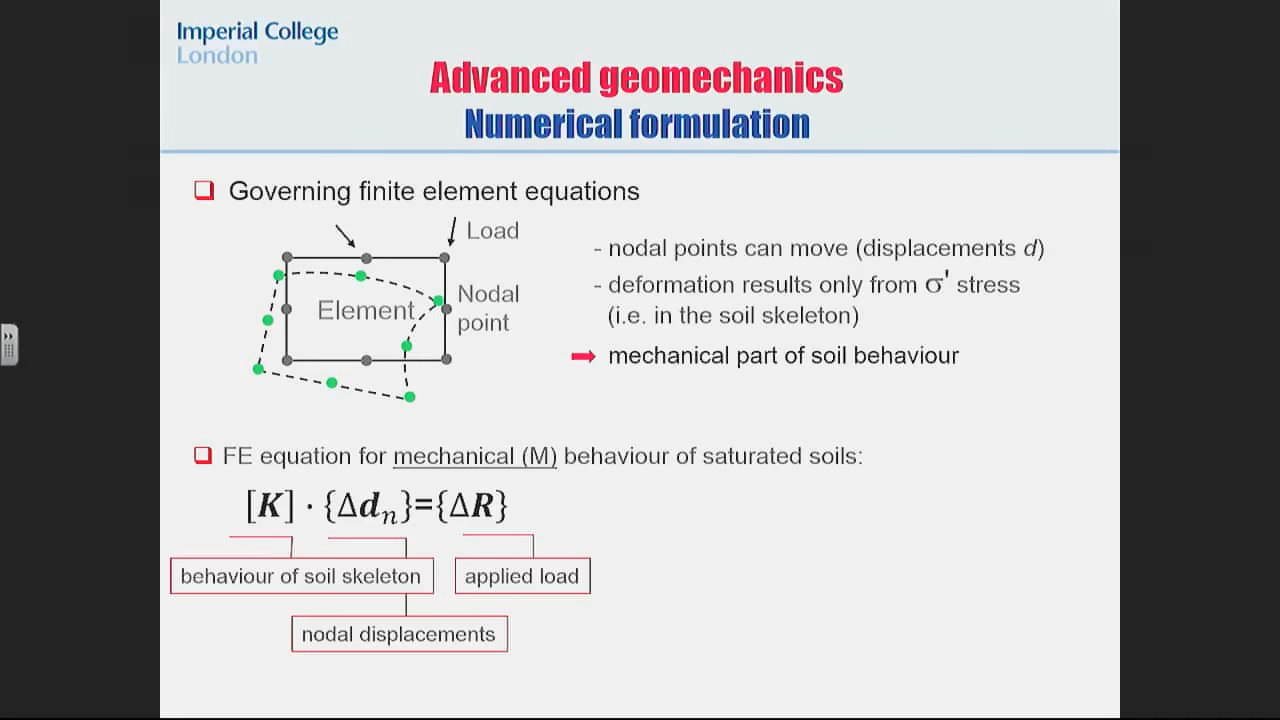 Imperial College
London
Advanced geomechanics
Numerical formulation
Governing finite element equations
Load
Element
Nodal
point
- nodal points can move (displacements d)
- deformation results only from σ' stress
(i.e. in the soil skeleton)
mechanical part of soil behaviour
FE equation for mechanical (M) behaviour of saturated soils:
[K] · {Δdₙ}={ΔR}
behaviour of soil skeleton
applied load
nodal displacements